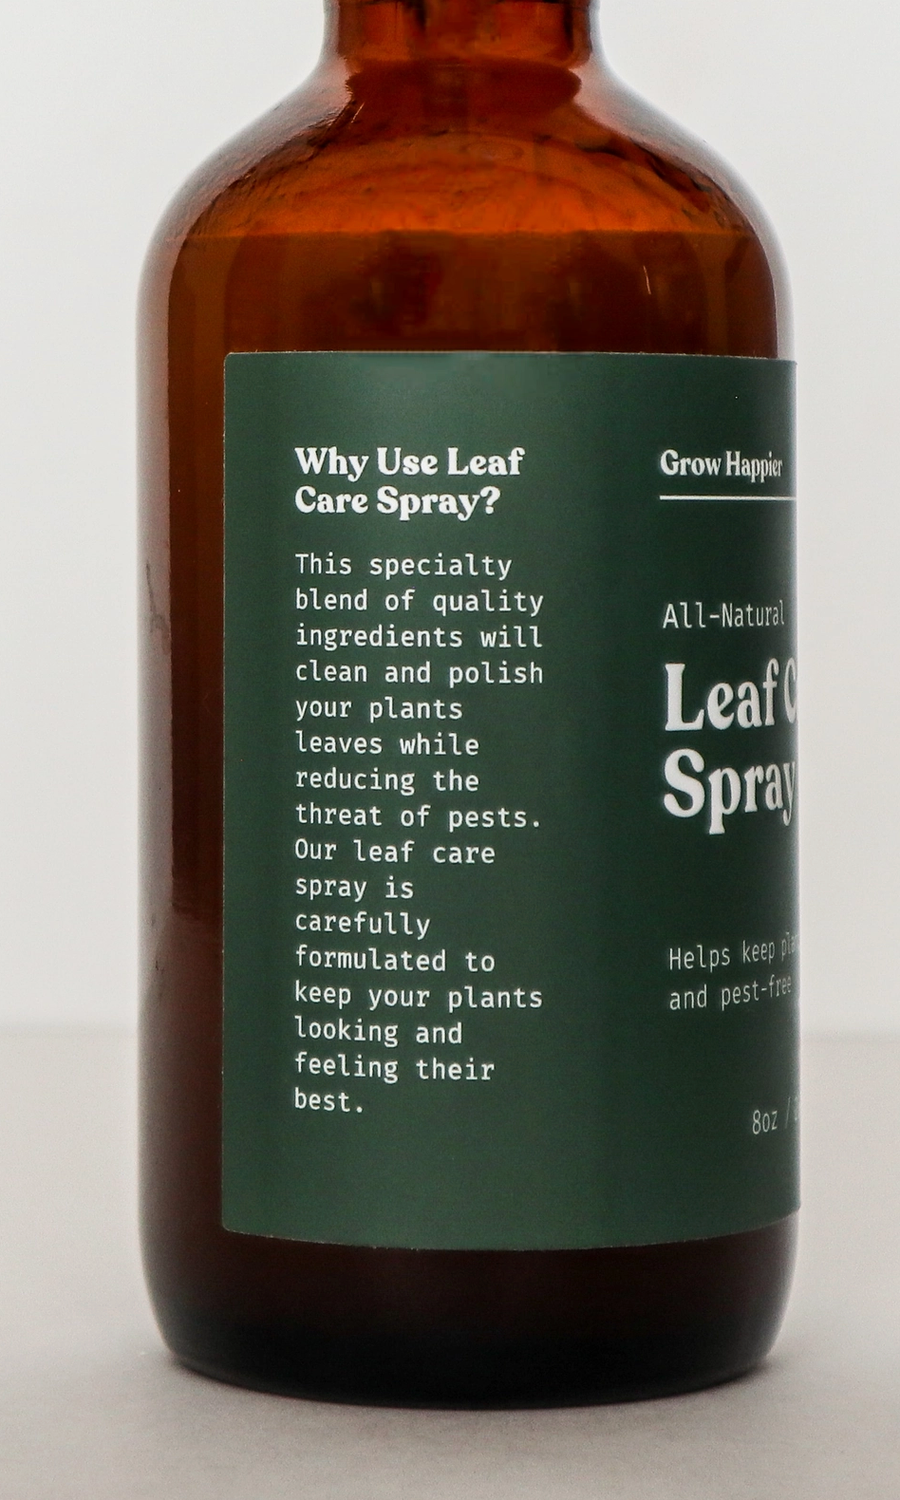 Why Use Leaf
Care Spray?
This specialty
blend of quality
ingredients will
clean and polish
your plants
leaves while
reducing the
threat of pests.
Our leaf care
spray is
carefully
formulated to
keep your plants
looking and
feeling their
best.
Grow Happier
All-Natural
Leaf
Spray
Helps keep
and pest-free
8oz /